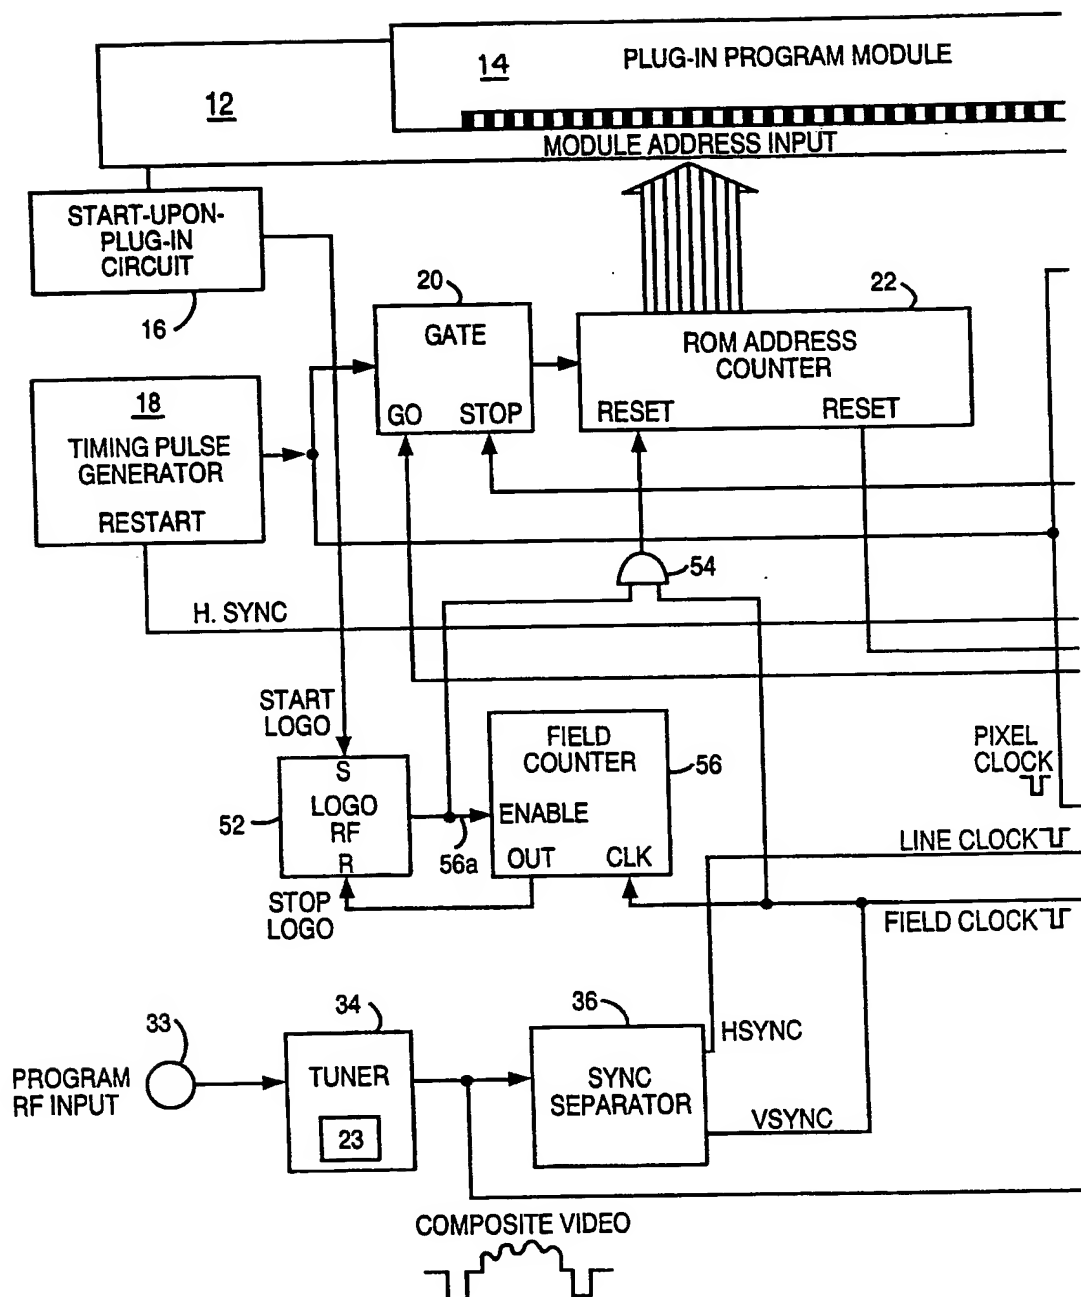 14
PLUG-IN PROGRAM MODULE
12
MODULE ADDRESS INPUT
START-UPON-
PLUG-IN
CIRCUIT
16
20
GATE
GO STOP
22
ROM ADDRESS
COUNTER
RESET RESET
18
TIMING PULSE
GENERATOR
RESTART
54
H. SYNC
START
LOGO
S
LOGO
RF
R
52
STOP
LOGO
56a
FIELD
COUNTER
ENABLE
OUT CLK
56
PIXEL
CLOCK
LINE CLOCK
FIELD CLOCK
33
PROGRAM
RF INPUT
34
TUNER
23
36
SYNC
SEPARATOR
HSYNC
VSYNC
COMPOSITE VIDEO